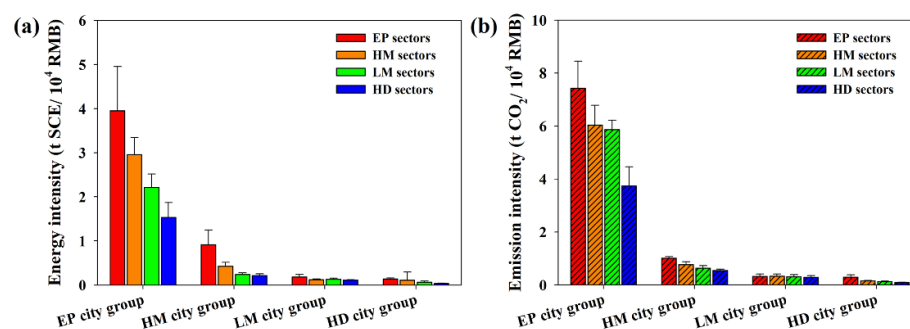 (a)
Energy intensity (t SCE/ 10⁴ RMB)
6
5
4
3
2
1
0
EP sectors
HM sectors
LM sectors
HD sectors
EP city group
HM city group
LM city group
HD city group
(b)
Emission intensity (t CO₂/ 10⁴ RMB)
10
8
6
4
2
0
EP sectors
HM sectors
LM sectors
HD sectors
EP city group
HM city group
LM city group
HD city group